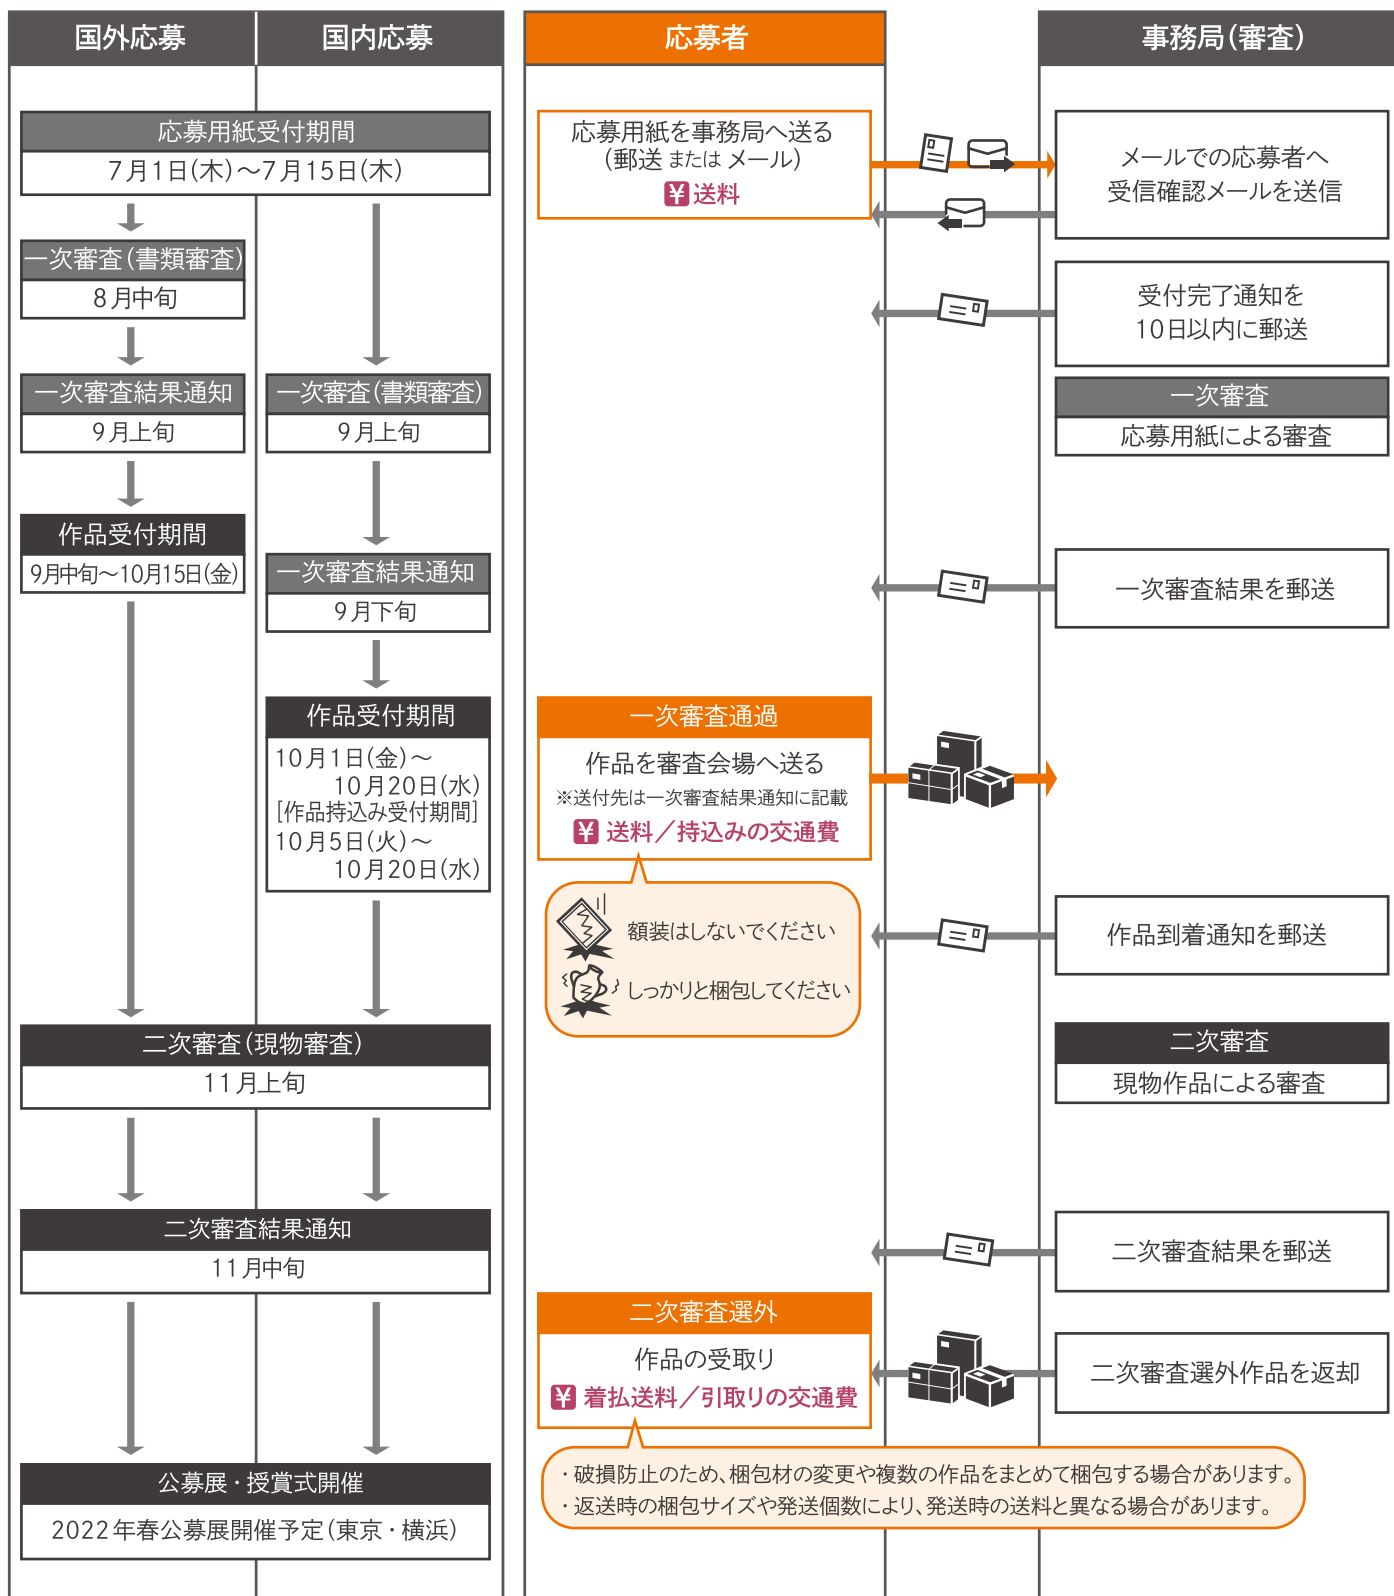 国外応募
国内応募
応募用紙受付期間
7月1日(木)～7月15日(木)
一次審査(書類審査)
8月中旬
一次審査結果通知
9月上旬
作品受付期間
9月中旬～10月15日(金)
一次審査(書類審査)
9月上旬
一次審査結果通知
9月下旬
作品受付期間
10月1日(金)～
10月20日(水)
[作品持込み受付期間]
10月5日(火)～
10月20日(水)
二次審査(現物審査)
11月上旬
二次審査結果通知
11月中旬
公募展・授賞式開催
2022年春公募展開催予定(東京・横浜)
応募者
応募用紙を事務局へ送る
(郵送 または メール)
¥ 送料
一次審査通過
作品を審査会場へ送る
※送付先は一次審査結果通知に記載
¥ 送料／持込みの交通費
額装はしないでください
しっかりと梱包してください
二次審査選外
作品の受取り
¥ 着払送料／引取りの交通費
・破損防止のため、梱包材の変更や複数の作品をまとめて梱包する場合があります。
・返送時の梱包サイズや発送個数により、発送時の送料と異なる場合があります。
事務局(審査)
メールでの応募者へ
受信確認メールを送信
受付完了通知を
10日以内に郵送
一次審査
応募用紙による審査
一次審査結果を郵送
作品到着通知を郵送
二次審査
現物作品による審査
二次審査結果を郵送
二次審査選外作品を返却